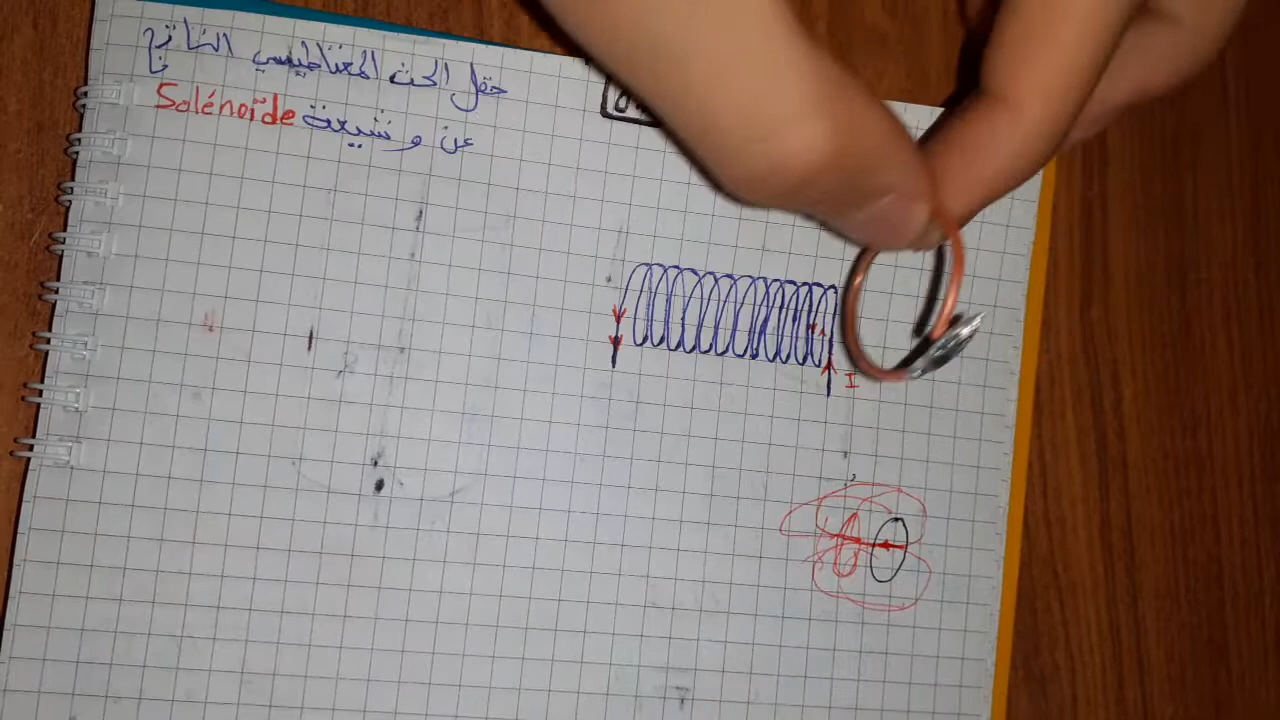 حقل الحث المغناطيسي الناتج
عن وشيعة Solénoïde
I